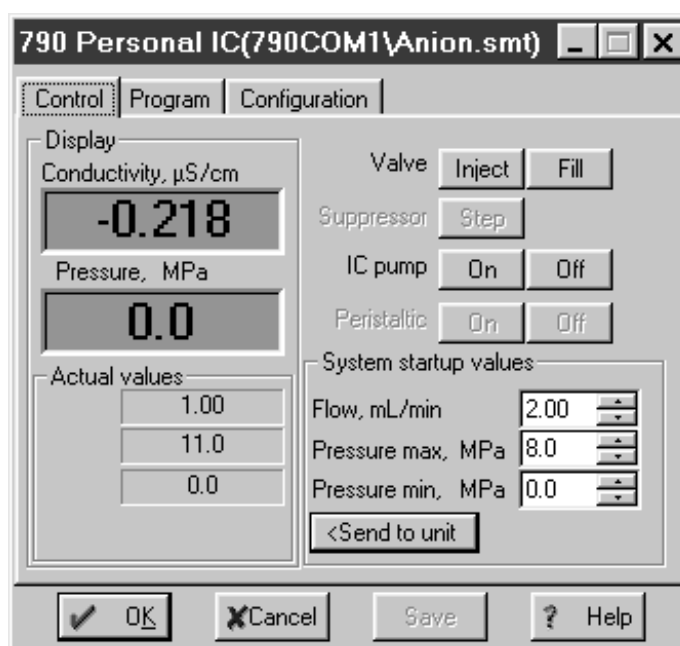 790 Personal IC(790COM1\Anion.smt)
Control Program Configuration
Display
Conductivity, µS/cm
-0.218
Pressure, MPa
0.0
Actual values
1.00
11.0
0.0
Valve Inject Fill
Suppressor Step
IC pump On Off
Peristaltic On Off
System startup values
Flow, mL/min 2.00
Pressure max, MPa 8.0
Pressure min, MPa 0.0
<Send to unit
OK Cancel Save ? Help